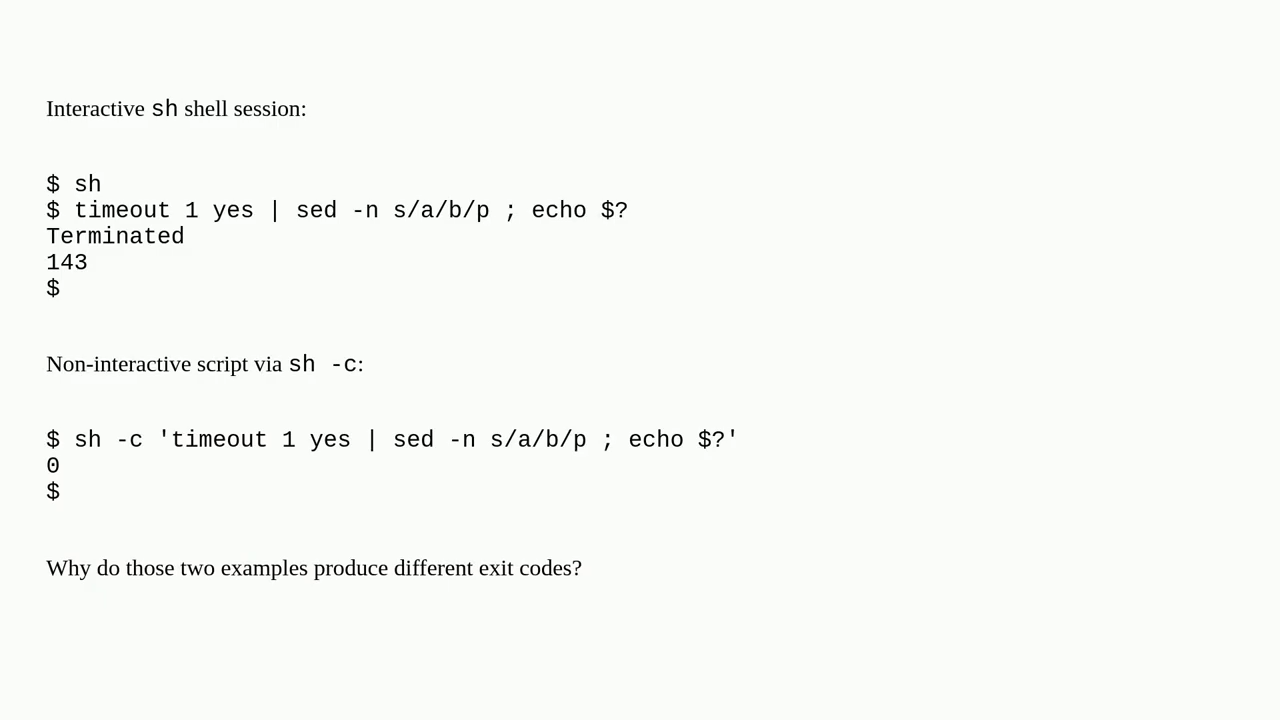 Interactive sh shell session:
$ sh
$ timeout 1 yes | sed -n s/a/b/p ; echo $?
Terminated
143
$
Non-interactive script via sh -c:
$ sh -c 'timeout 1 yes | sed -n s/a/b/p ; echo $?'
0
$
Why do those two examples produce different exit codes?